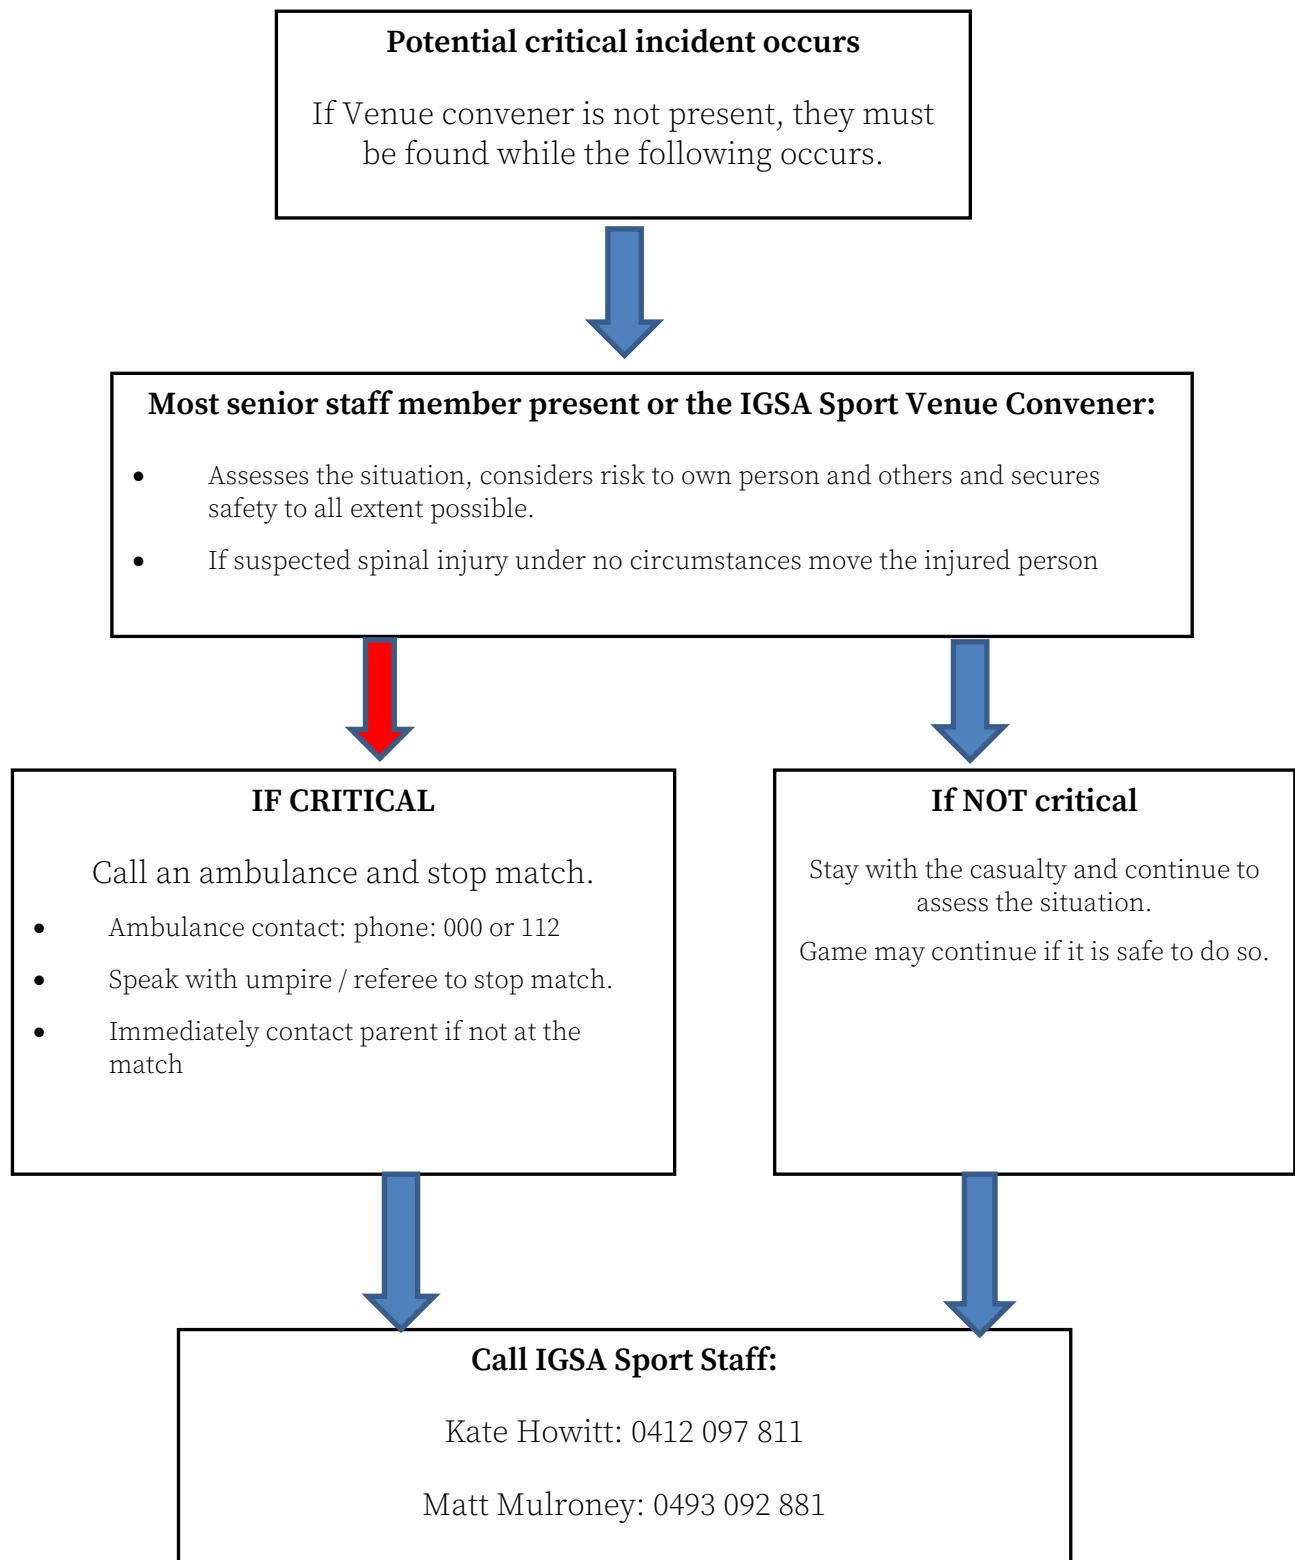 Potential critical incident occurs
If Venue convener is not present, they must
be found while the following occurs.
Most senior staff member present or the IGSA Sport Venue Convener:
• Assesses the situation, considers risk to own person and others and secures
safety to all extent possible.
• If suspected spinal injury under no circumstances move the injured person
IF CRITICAL
Call an ambulance and stop match.
• Ambulance contact: phone: 000 or 112
• Speak with umpire / referee to stop match.
• Immediately contact parent if not at the
match
If NOT critical
Stay with the casualty and continue to
assess the situation.
Game may continue if it is safe to do so.
Call IGSA Sport Staff:
Kate Howitt: 0412 097 811
Matt Mulroney: 0493 092 881